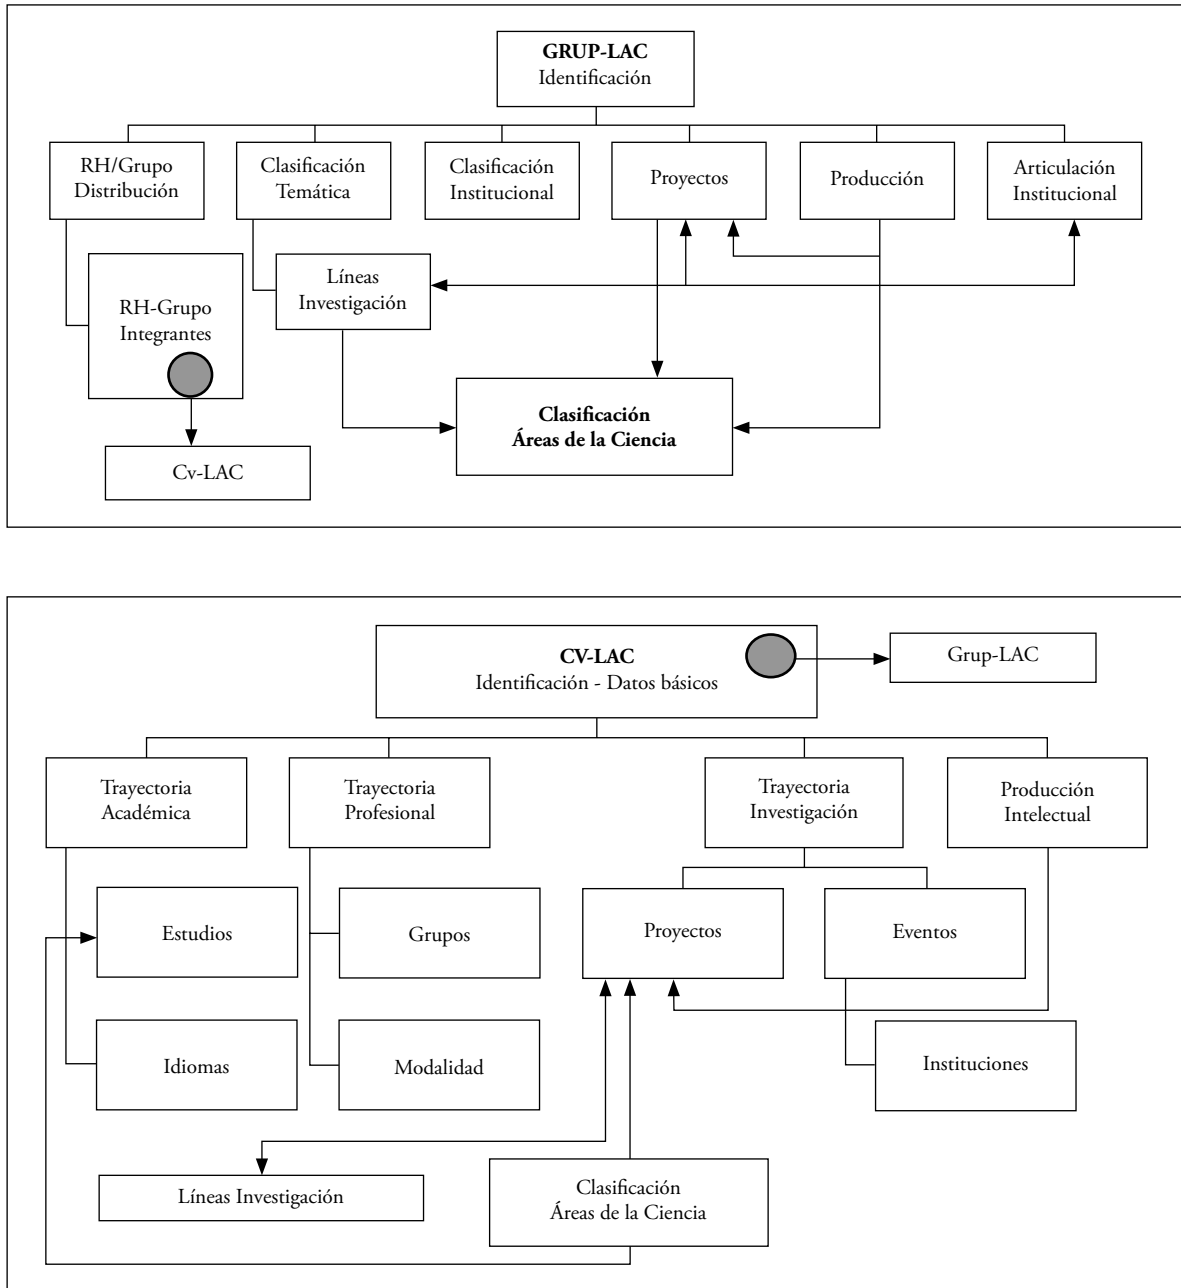 GRUP-LAC
Identificación
RH/Grupo
Distribución
Clasificación
Temática
Clasificación
Institucional
Proyectos
Producción
Articulación
Institucional
RH-Grupo
Integrantes
Líneas
Investigación
Clasificación
Áreas de la Ciencia
Cv-LAC
CV-LAC
Identificación - Datos básicos
Grup-LAC
Trayectoria
Académica
Trayectoria
Profesional
Trayectoria
Investigación
Producción
Intelectual
Estudios
Grupos
Proyectos
Eventos
Idiomas
Modalidad
Instituciones
Líneas Investigación
Clasificación
Áreas de la Ciencia